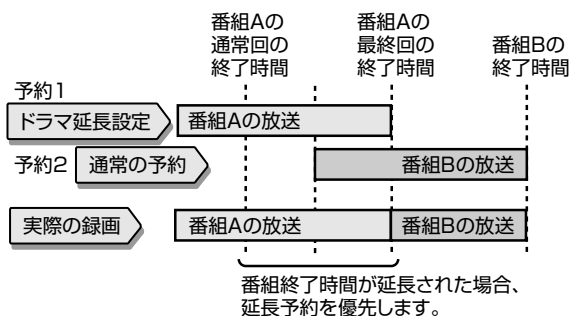 番組Aの
通常回の
終了時間
番組Aの
最終回の
終了時間
番組Bの
終了時間
予約1
ドラマ延長設定
番組Aの放送
予約2
通常の予約
番組Bの放送
実際の録画
番組Aの放送
番組Bの放送
番組終了時間が延長された場合、
延長予約を優先します。